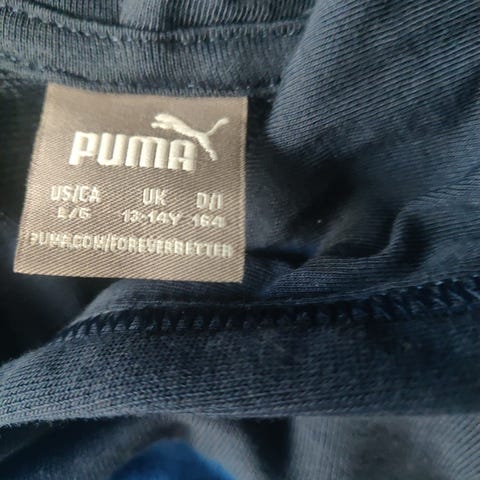 PUMA
US/CA UK D/I
L/G 13-14Y 164
PUMA.COM/FOREVERBETTER